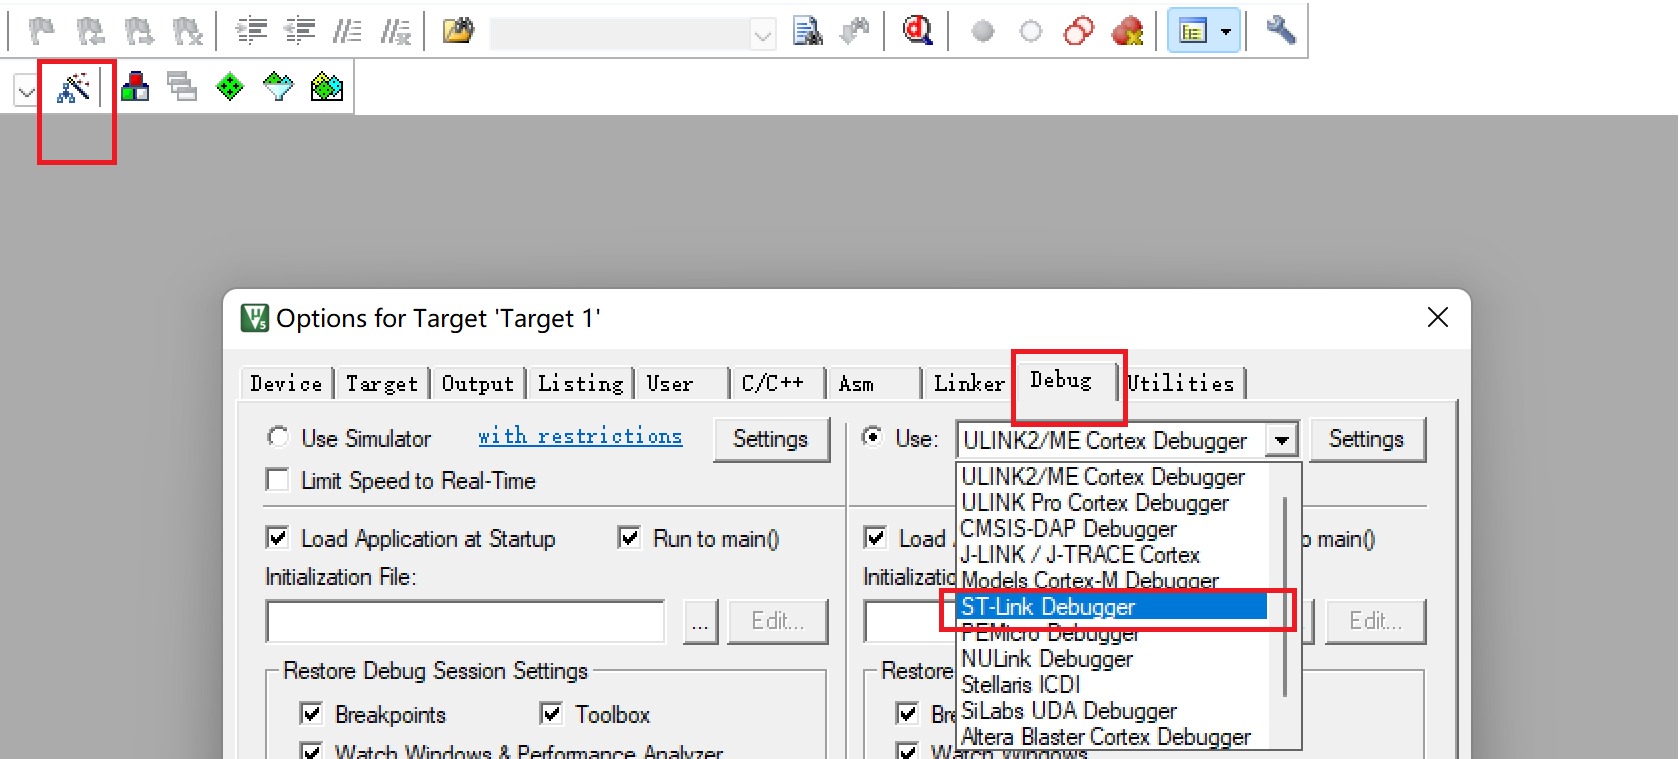 Options for Target 'Target 1'
Device Target Output Listing User C/C++ Asm Linker Debug Utilities
Use Simulator with restrictions Settings Use: ULINK2/ME Cortex Debugger Settings
Limit Speed to Real-Time
ULINK2/ME Cortex Debugger
ULINK Pro Cortex Debugger
CMSIS-DAP Debugger
J-LINK / J-TRACE Cortex
Models Cortex-M Debugger
ST-Link Debugger
PEMicro Debugger
NULink Debugger
Stellaris ICDI
SiLabs UDA Debugger
Altera Blaster Cortex Debugger
Load Application at Startup Run to main() Load main()
Initialization File:
... Edit... Edit...
Restore Debug Session Settings Restore
Breakpoints Toolbox
Watch Windows & Performance Analyzer Watch Windows